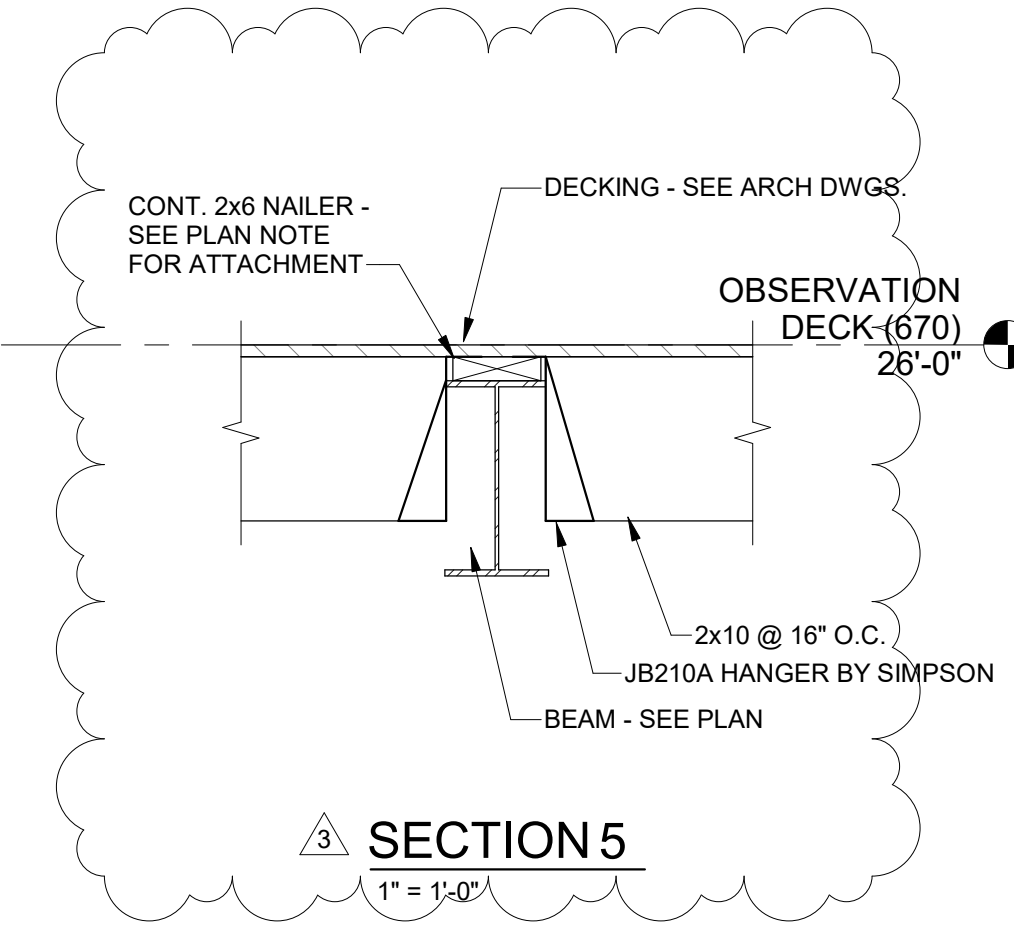 DECKING - SEE ARCH DWGS.
CONT. 2x6 NAILER -
SEE PLAN NOTE
FOR ATTACHMENT
OBSERVATION
DECK (670)
26'-0"
2x10 @ 16" O.C.
JB210A HANGER BY SIMPSON
BEAM - SEE PLAN
3 SECTION 5
1" = 1'-0"